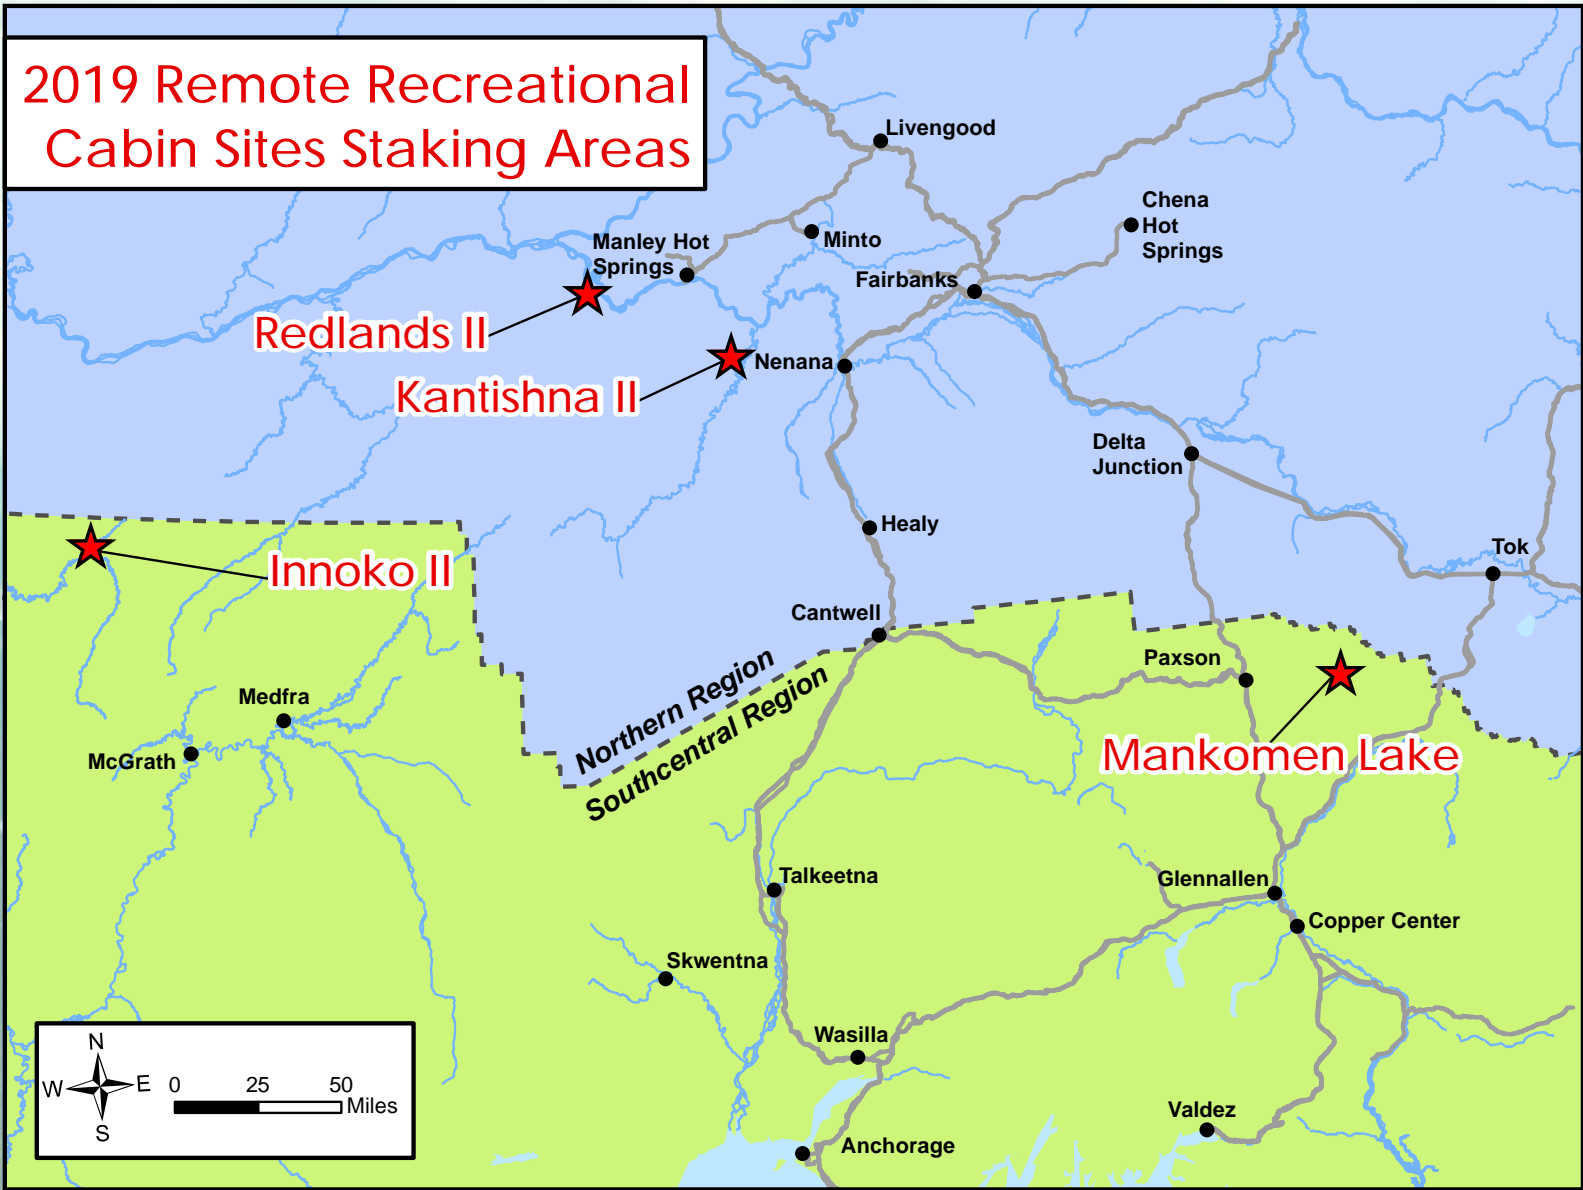 2019 Remote Recreational
Cabin Sites Staking Areas
Livengood
Chena
Hot
Springs
Minto
Manley Hot
Springs
Fairbanks
Redlands II
Nenana
Kantishna II
Delta
Junction
Healy
Tok
Innoko II
Cantwell
Northern Region
Southcentral Region
Paxson
Medfra
McGrath
Mankomen Lake
Talkeetna
Glennallen
Copper Center
Skwentna
Wasilla
N
W
E
S
0 25 50
Miles
Valdez
Anchorage